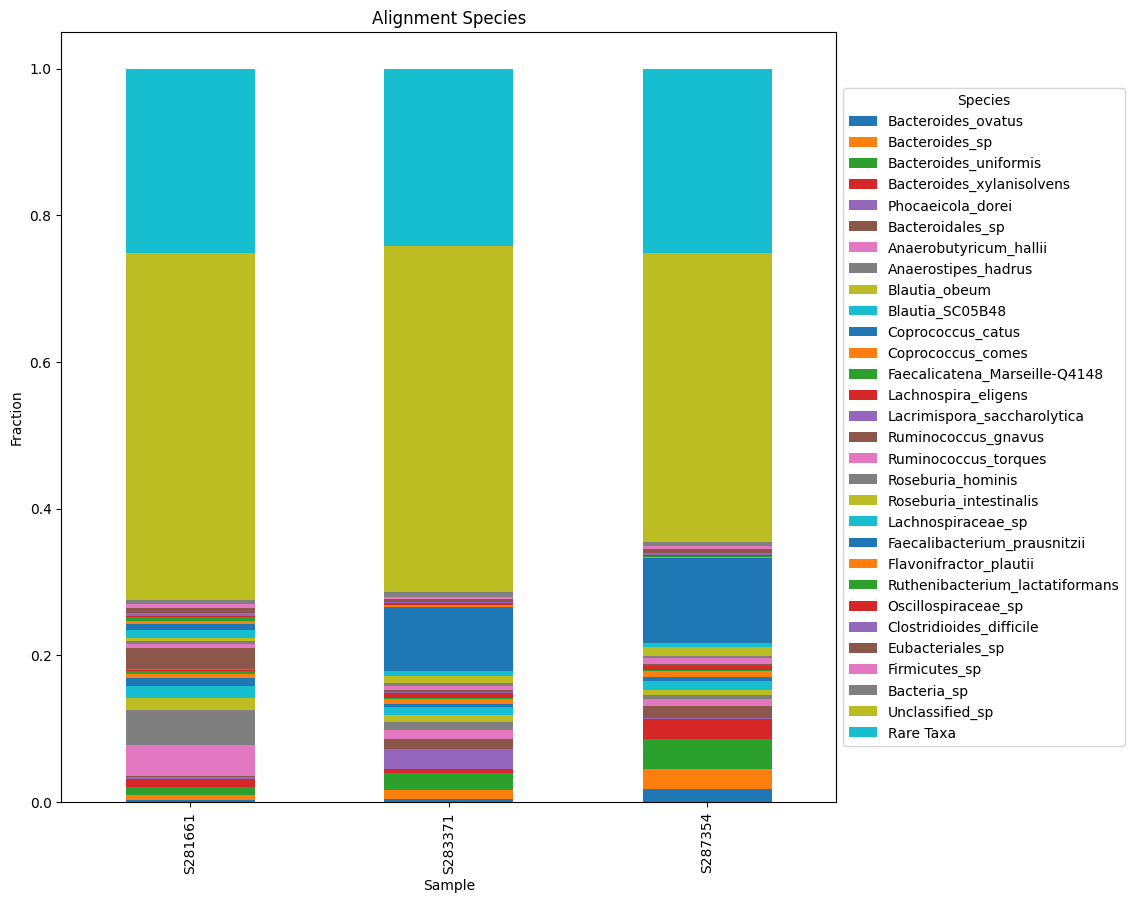 Alignment Species
1.0
0.8
0.6
0.4
0.2
0.0
Fraction
S281661
S283371
S287354
Sample
Species
Bacteroides_ovatus
Bacteroides_sp
Bacteroides_uniformis
Bacteroides_xylanisolvens
Phocaeicola_dorei
Bacteroidales_sp
Anaerobutyricum_hallii
Anaerostipes_hadrus
Blautia_obeum
Blautia_SC05B48
Coprococcus_catus
Coprococcus_comes
Faecalicatena_Marseille-Q4148
Lachnospira_eligens
Lacrimispora_saccharolytica
Ruminococcus_gnavus
Ruminococcus_torques
Roseburia_hominis
Roseburia_intestinalis
Lachnospiraceae_sp
Faecalibacterium_prausnitzii
Flavonifractor_plautii
Ruthenibacterium_lactatiformans
Oscillospiraceae_sp
Clostridioides_difficile
Eubacteriales_sp
Firmicutes_sp
Bacteria_sp
Unclassified_sp
Rare Taxa